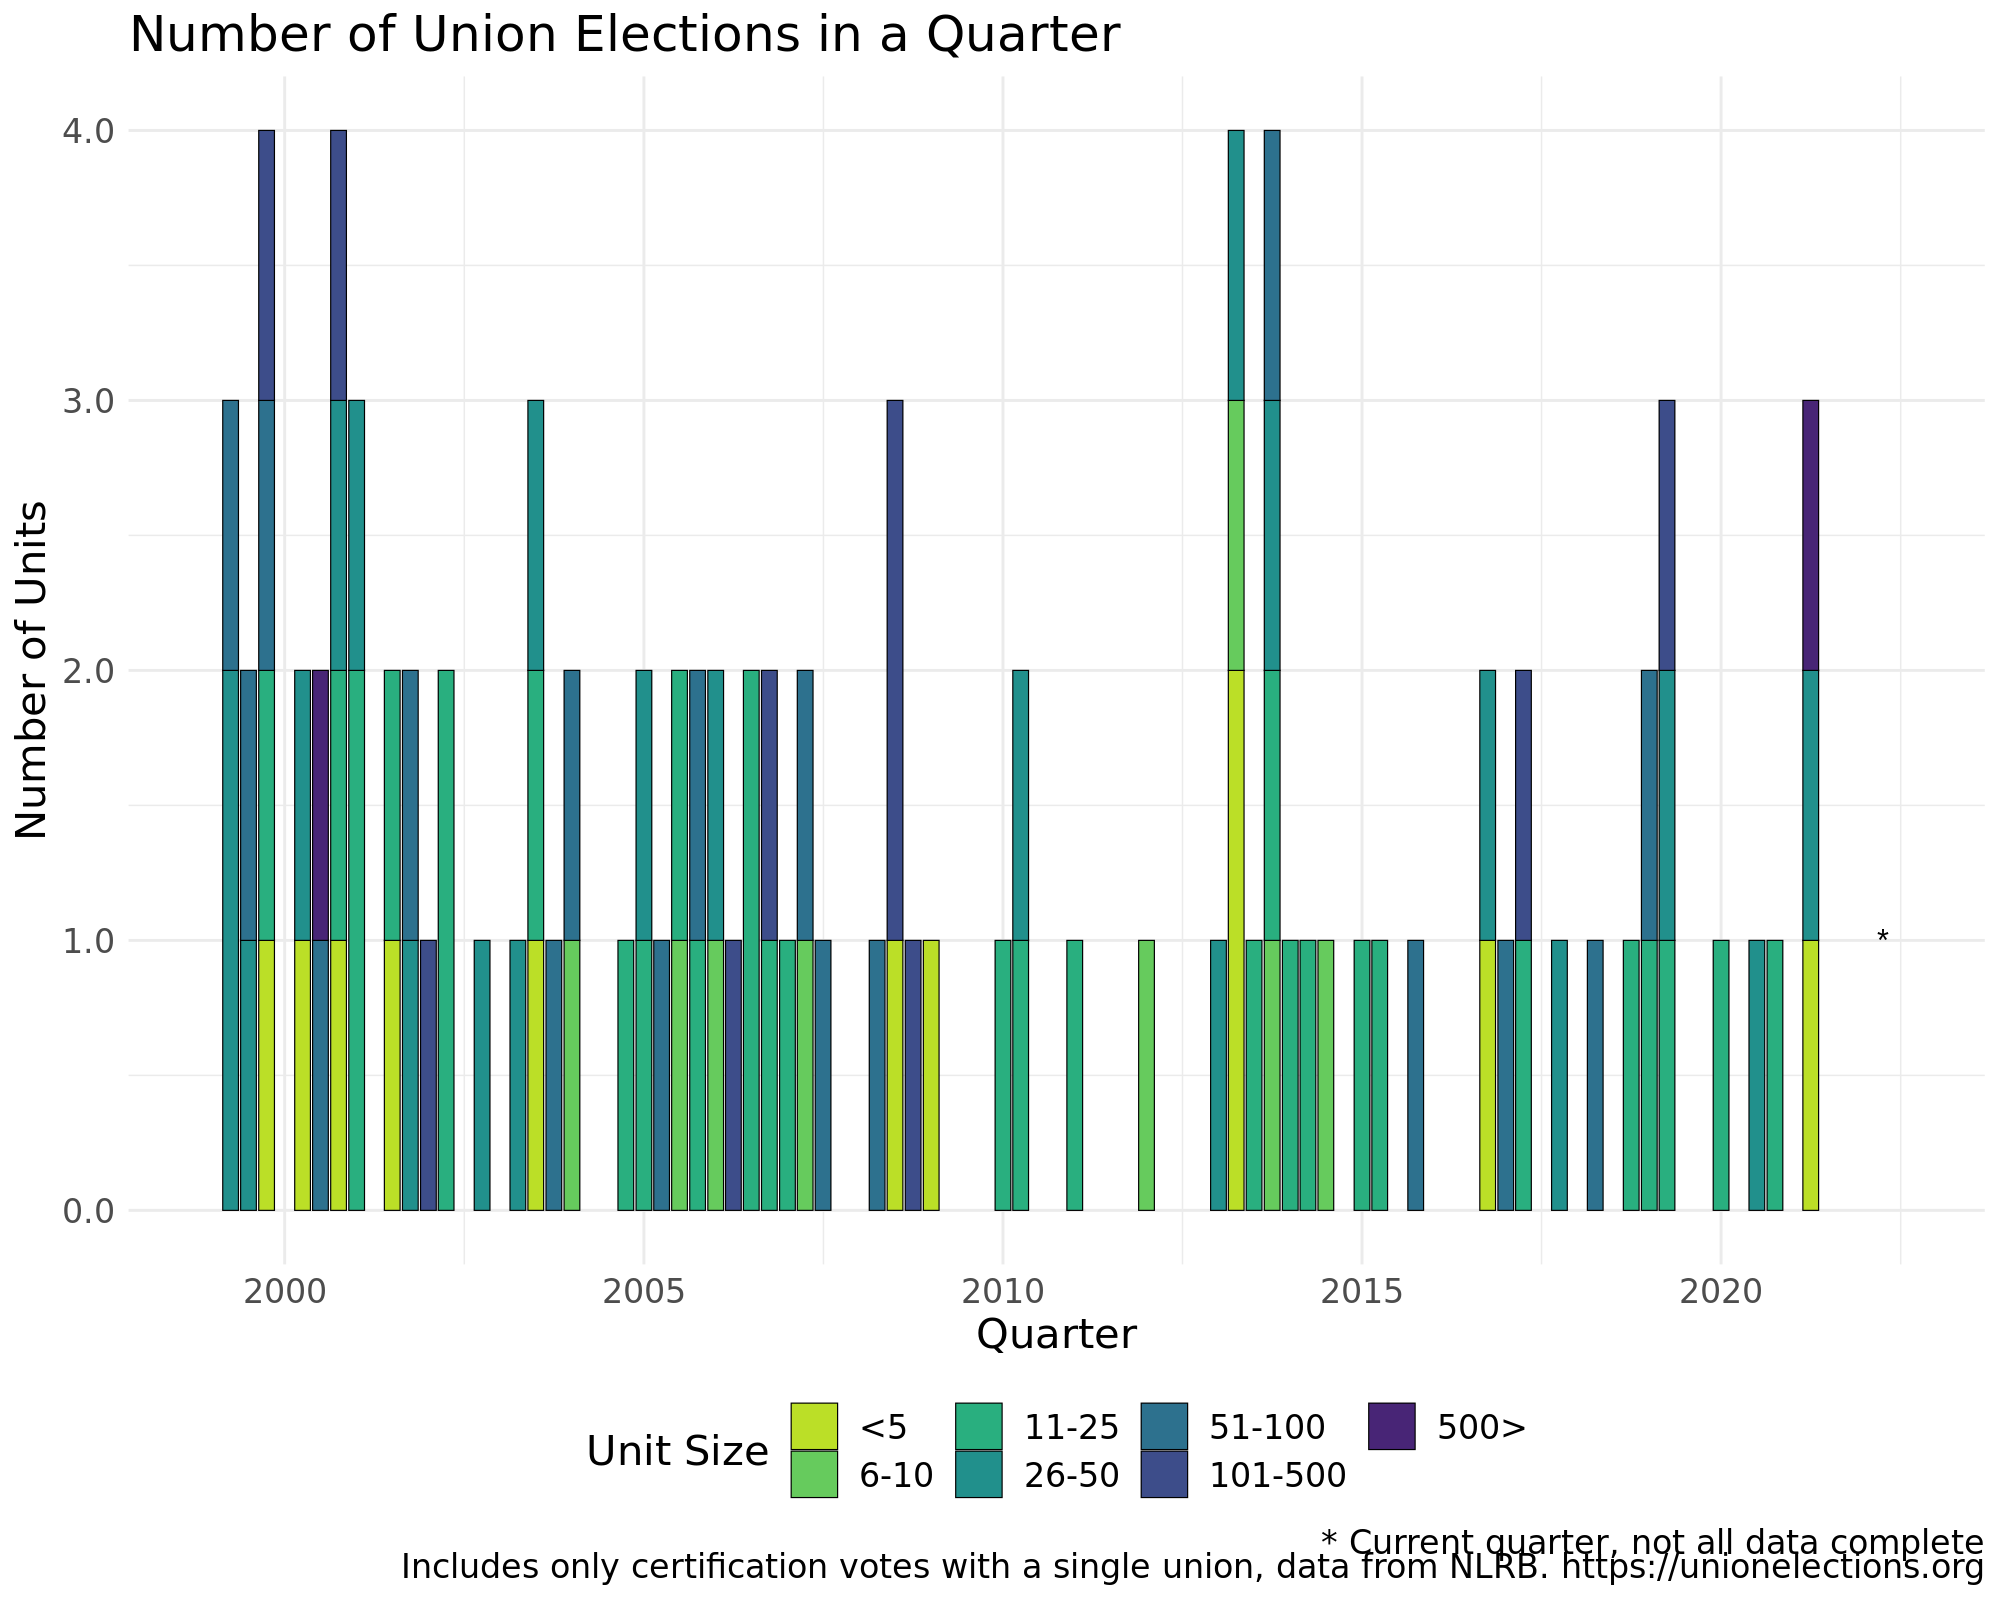 Number of Union Elections in a Quarter
4.0
3.0
2.0
1.0
0.0
Number of Units
*
2000 2005 2010 2015 2020
Quarter
Unit Size
<5 11-25 51-100 500>
6-10 26-50 101-500
* Current quarter, not all data complete
Includes only certification votes with a single union, data from NLRB. https://unionelections.org